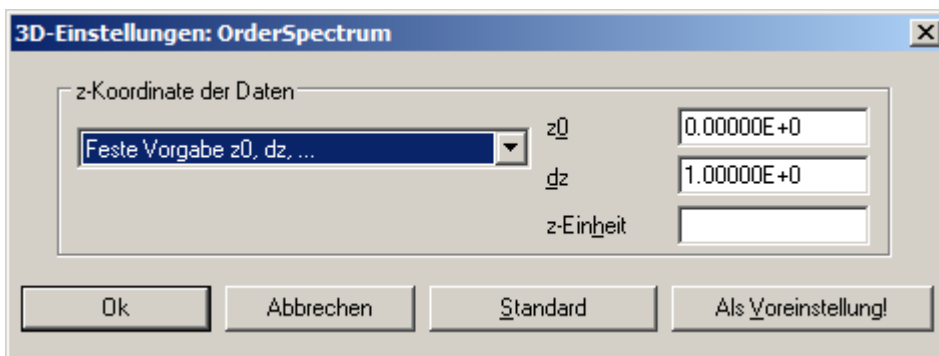 3D-Einstellungen: OrderSpectrum
z-Koordinate der Daten
Feste Vorgabe z0, dz, ...
z0 0.00000E+0
dz 1.00000E+0
z-Einheit
Ok Abbrechen Standard Als Voreinstellung!